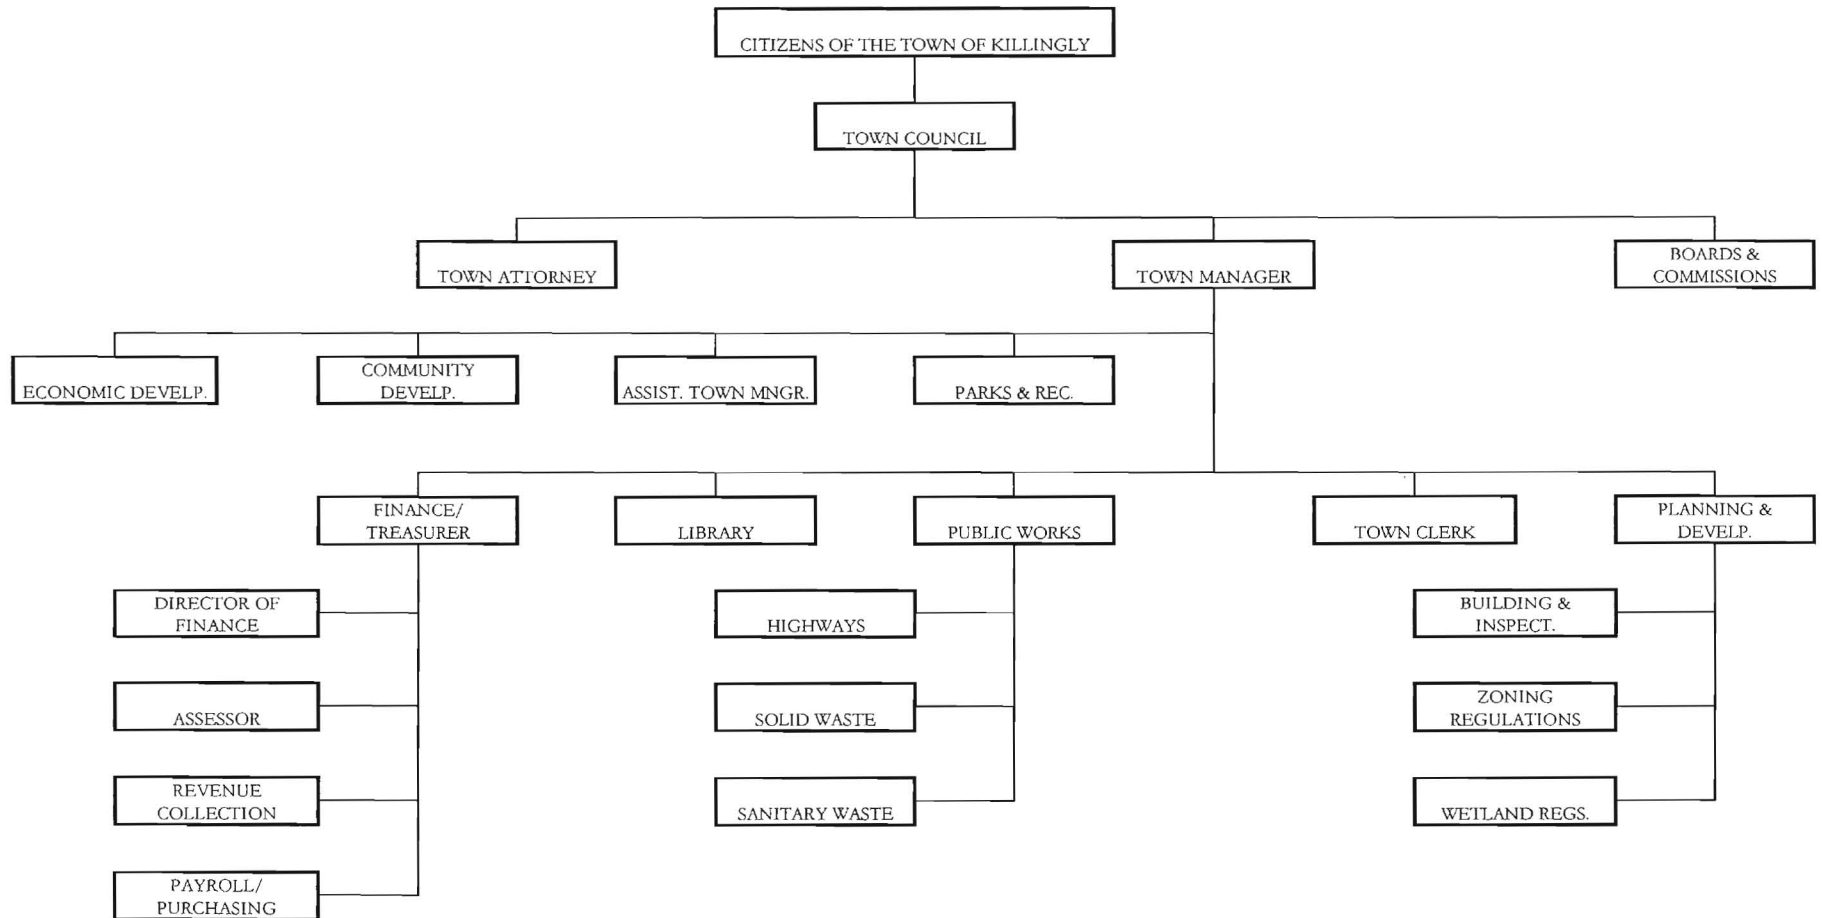 CITIZENS OF THE TOWN OF KILLINGLY
TOWN COUNCIL
TOWN ATTORNEY
TOWN MANAGER
BOARDS &
COMMISSIONS
ECONOMIC DEVELP.
COMMUNITY
DEVELP.
ASSIST. TOWN MNGR.
PARKS & REC.
FINANCE/
TREASURER
LIBRARY
PUBLIC WORKS
TOWN CLERK
PLANNING &
DEVELP.
DIRECTOR OF
FINANCE
HIGHWAYS
BUILDING &
INSPECT.
ASSESSOR
SOLID WASTE
ZONING
REGULATIONS
REVENUE
COLLECTION
SANITARY WASTE
WETLAND REGS.
PAYROLL/
PURCHASING